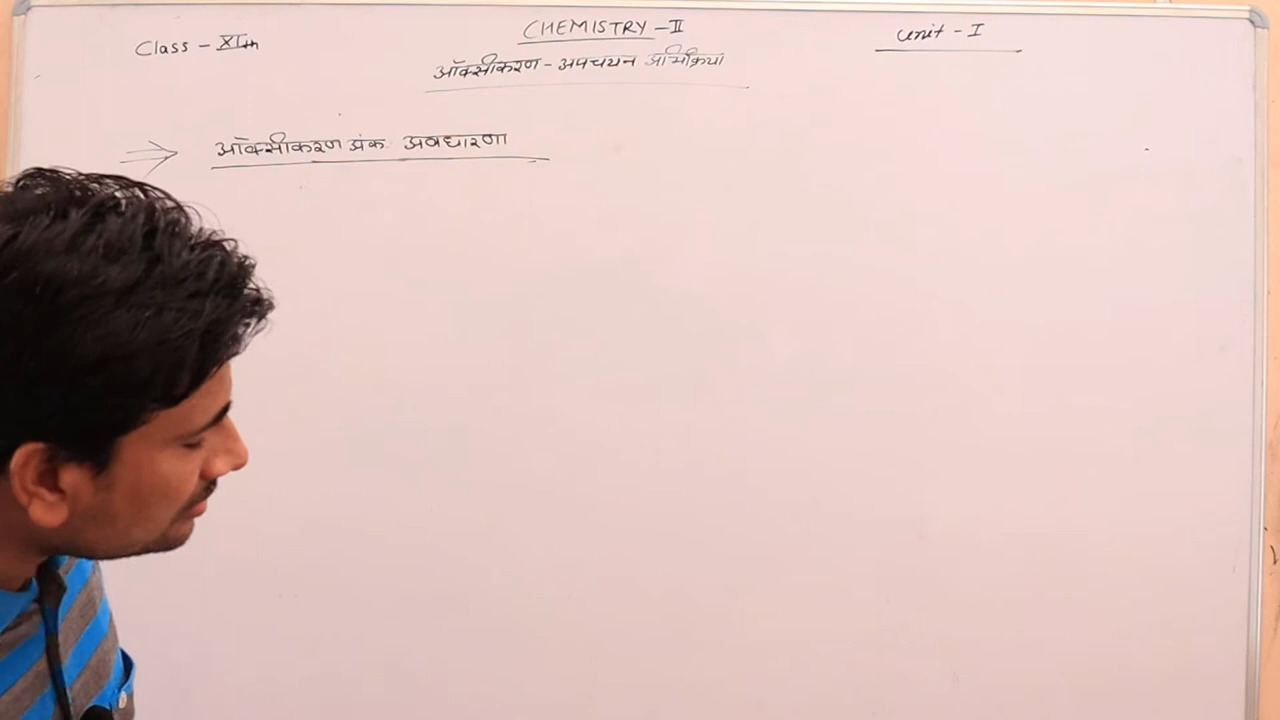 Class - XIth
CHEMISTRY - II
unit - I
ऑक्सीकरण - अपचयन अभिक्रिया
ऑक्सीकरण अंक अवधारणा